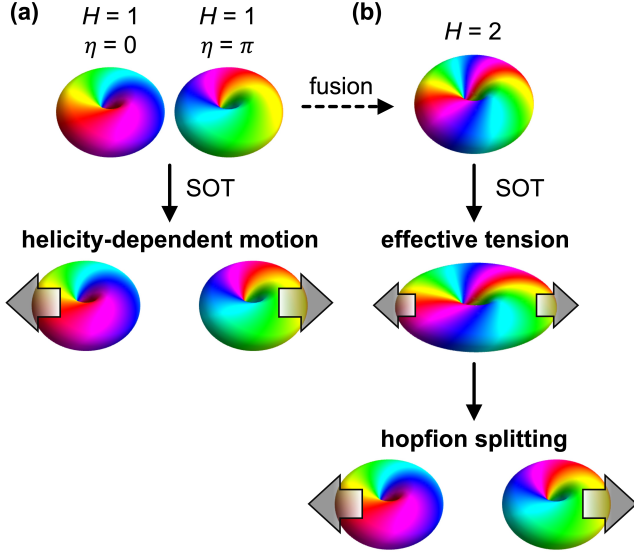 (a)
H = 1
η = 0
H = 1
η = π
fusion
(b)
H = 2
SOT
SOT
helicity-dependent motion
effective tension
hopfion splitting